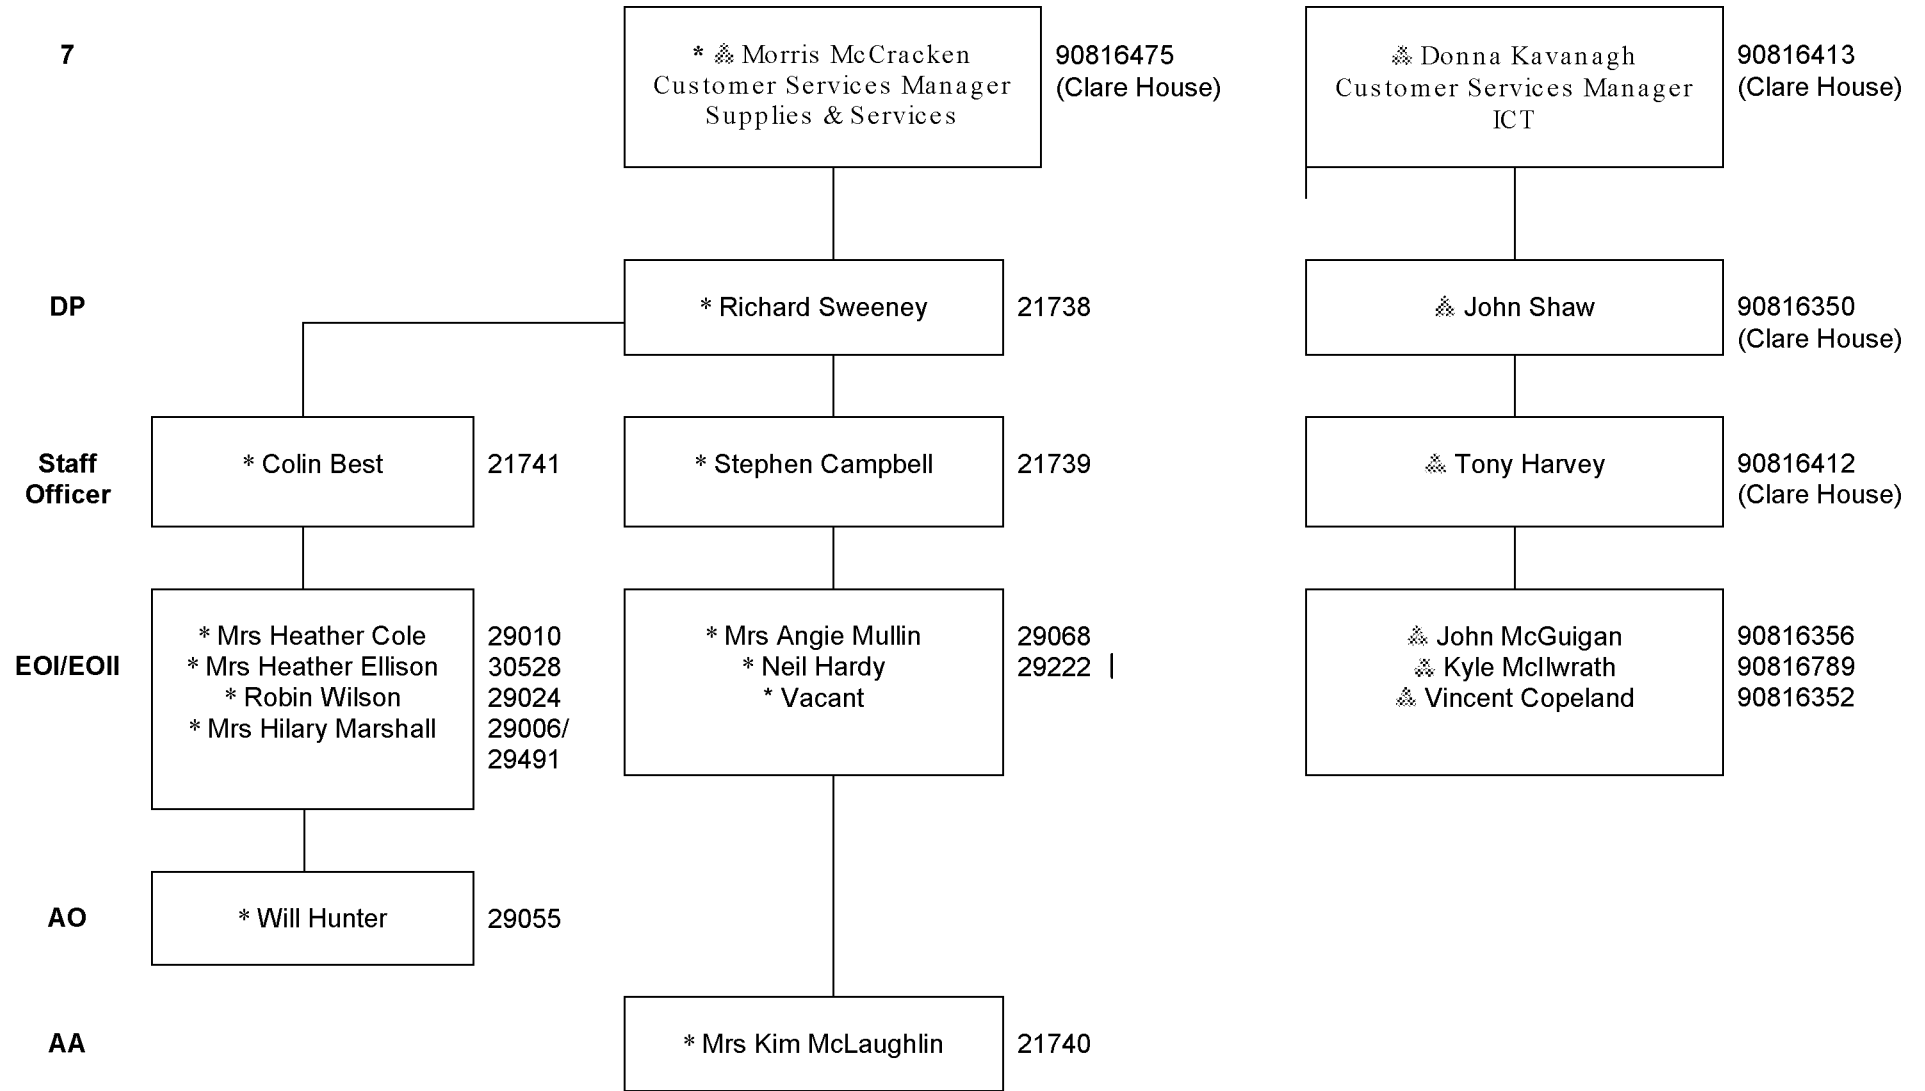 7
* Morris McCracken
Customer Services Manager
Supplies & Services
90816475
(Clare House)
Donna Kavanagh
Customer Services Manager
ICT
90816413
(Clare House)
DP
* Richard Sweeney
21738
John Shaw
90816350
(Clare House)
Staff
Officer
* Colin Best
21741
* Stephen Campbell
21739
Tony Harvey
90816412
(Clare House)
EOI/EOII
* Mrs Heather Cole
* Mrs Heather Ellison
* Robin Wilson
* Mrs Hilary Marshall
29010
30528
29024
29006/
29491
* Mrs Angie Mullin
* Neil Hardy
* Vacant
29068
29222
John McGuigan
Kyle McIlwrath
Vincent Copeland
90816356
90816789
90816352
AO
* Will Hunter
29055
AA
* Mrs Kim McLaughlin
21740